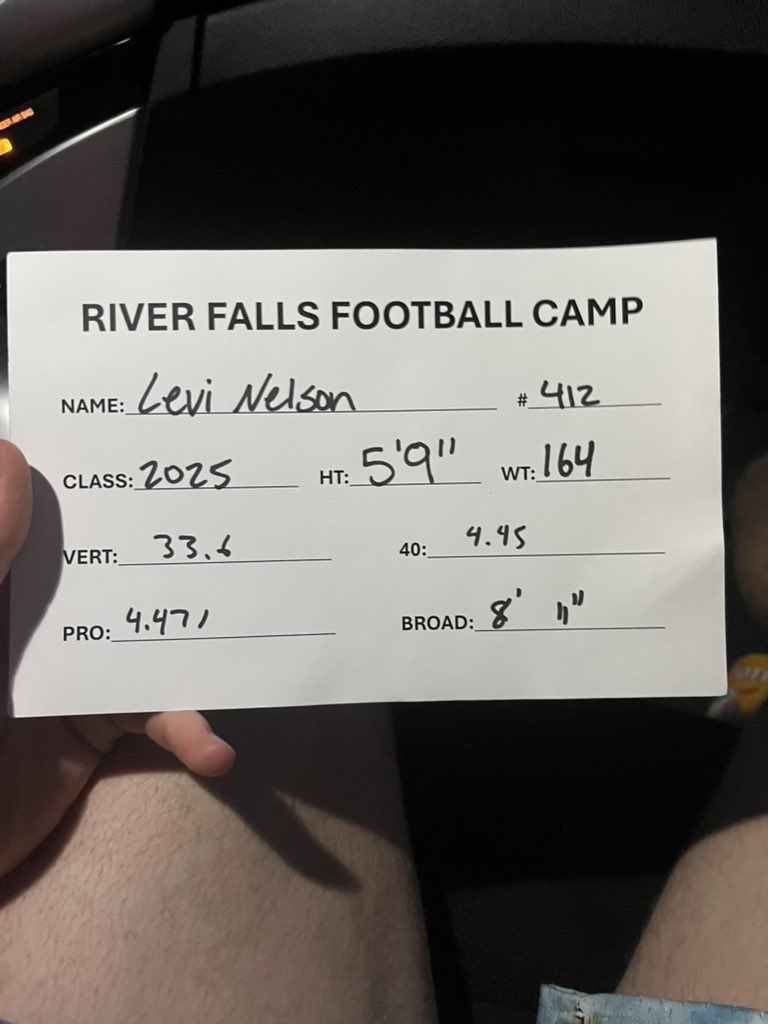 RIVER FALLS FOOTBALL CAMP
NAME: Levi Nelson # 412
CLASS: 2025 HT: 5'9" WT: 164
VERT: 33.6 40: 4.45
PRO: 4.471 BROAD: 8' 11"